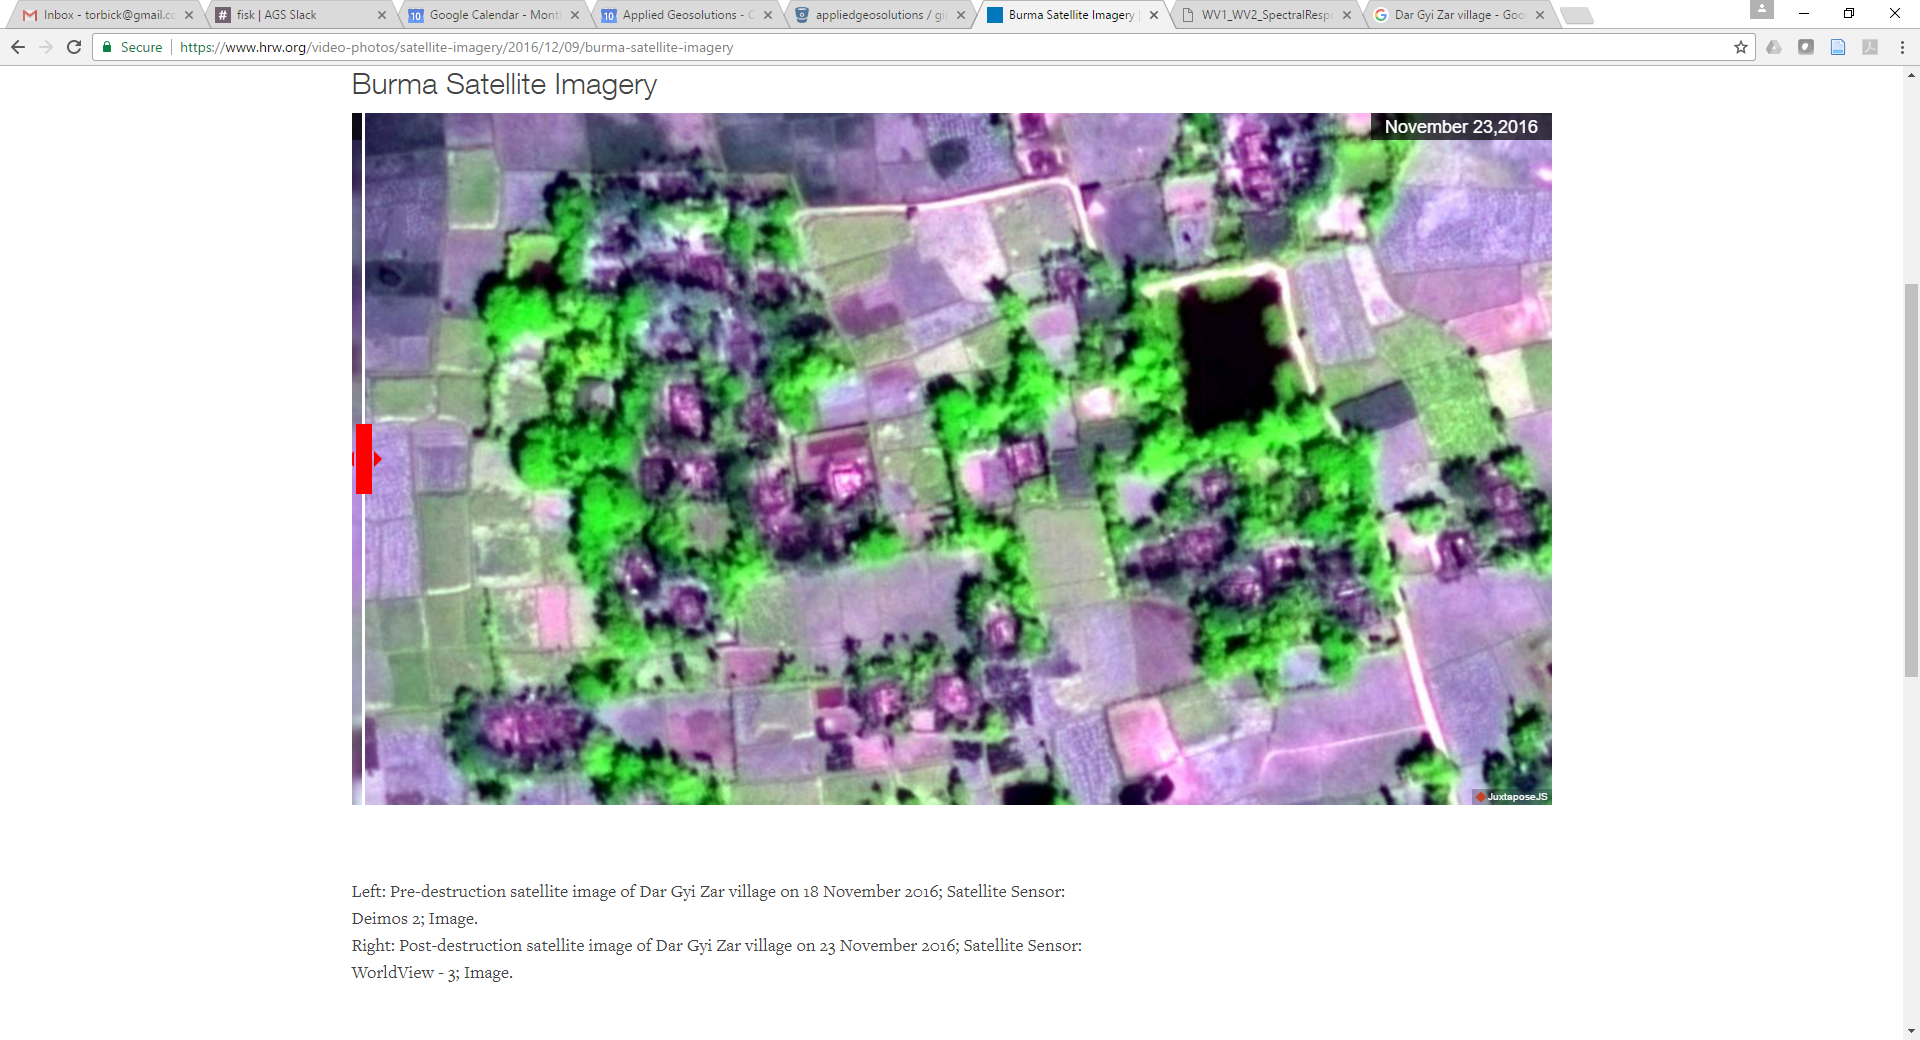 Inbox - torbick@gmail.cc
fisk | AGS Slack
Google Calendar - Mont
Applied Geosolutions - C
appliedgeosolutions / gi
Burma Satellite Imagery |
WV1_WV2_SpectralResp
Dar Gyi Zar village - Goo
Secure
https://www.hrw.org/video-photos/satellite-imagery/2016/12/09/burma-satellite-imagery
Burma Satellite Imagery
November 23,2016
JuxtaposeJS
Left: Pre-destruction satellite image of Dar Gyi Zar village on 18 November 2016; Satellite Sensor:
Deimos 2; Image.
Right: Post-destruction satellite image of Dar Gyi Zar village on 23 November 2016; Satellite Sensor:
WorldView - 3; Image.